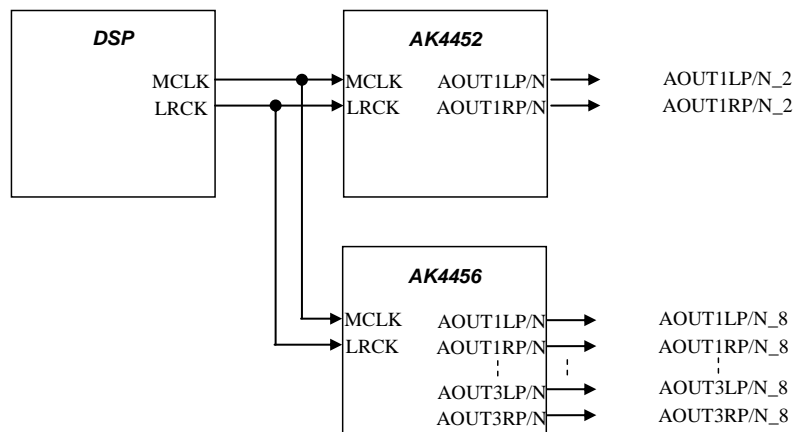 DSP
AK4452
MCLK
MCLK
AOUT1LP/N
AOUT1LP/N_2
LRCK
LRCK
AOUT1RP/N
AOUT1RP/N_2
AK4456
MCLK
AOUT1LP/N
AOUT1LP/N_8
LRCK
AOUT1RP/N
AOUT1RP/N_8
AOUT3LP/N
AOUT3LP/N_8
AOUT3RP/N
AOUT3RP/N_8